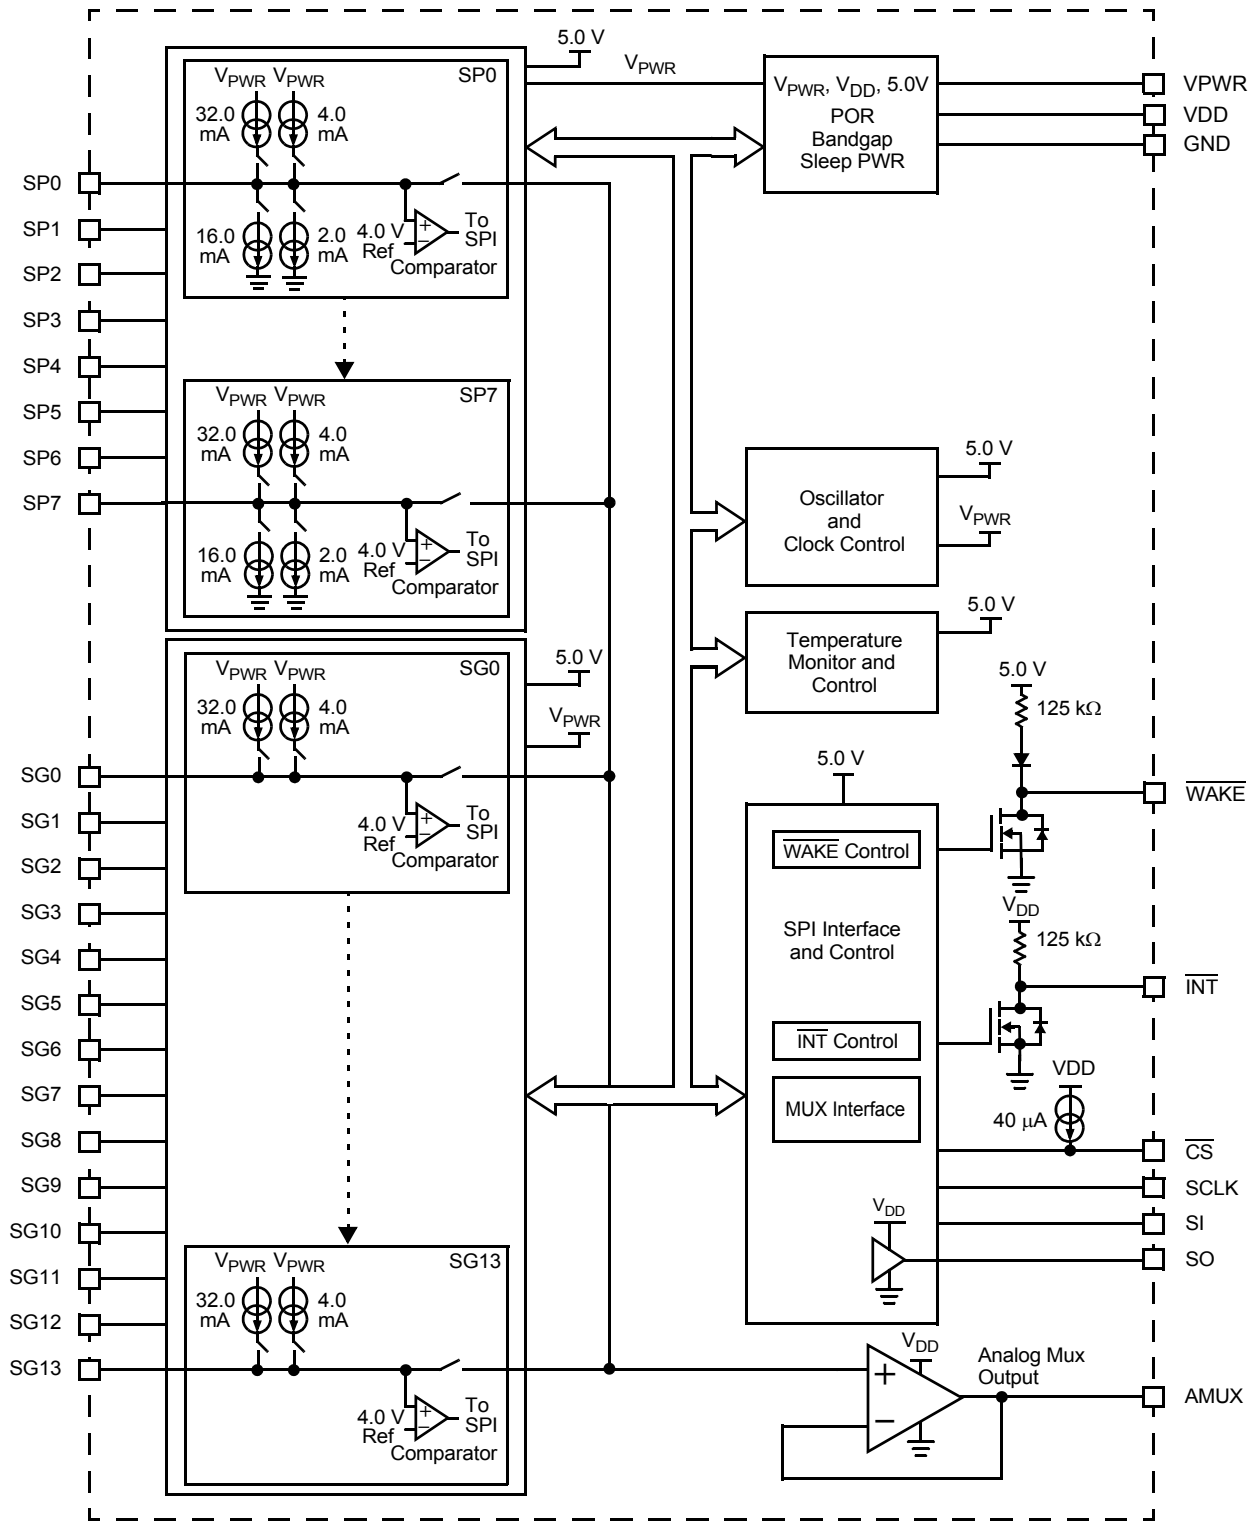 5.0 V
VPWR
SP0
VPWR VPWR
32.0 mA
4.0 mA
16.0 mA
2.0 mA
4.0 V Ref
+
−
To SPI
Comparator
VPWR, VDD, 5.0V
POR
Bandgap
Sleep PWR
VPWR
VDD
GND
SP0
SP1
SP2
SP3
SP4
SP5
SP6
SP7
SP7
VPWR VPWR
32.0 mA
4.0 mA
16.0 mA
2.0 mA
4.0 V Ref
+
−
To SPI
Comparator
5.0 V
VPWR
Oscillator
and
Clock Control
5.0 V
Temperature
Monitor and
Control
SG0
VPWR VPWR
32.0 mA
4.0 mA
5.0 V
VPWR
4.0 V Ref
+
−
To SPI
Comparator
SG0
SG1
SG2
SG3
SG4
SG5
SG6
SG7
SG8
SG9
SG10
SG11
SG12
SG13
5.0 V
WAKE Control
SPI Interface
and Control
INT Control
MUX Interface
5.0 V
125 kΩ
WAKE
VDD
125 kΩ
INT
VDD
40 μA
CS
SCLK
SI
VDD
SO
SG13
VPWR VPWR
32.0 mA
4.0 mA
4.0 V Ref
+
−
To SPI
Comparator
VDD
+
−
Analog Mux
Output
AMUX